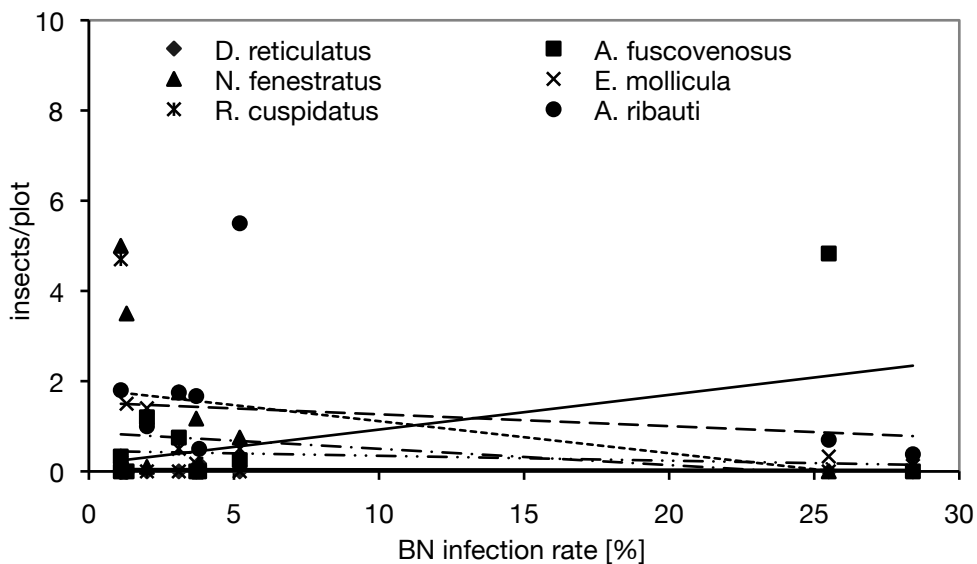 10
D. reticulatus
A. fuscovenosus
N. fenestratus
E. mollicula
8
R. cuspidatus
A. ribauti
insects/plot
6
4
2
0
0 5 10 15 20 25 30
BN infection rate [%]